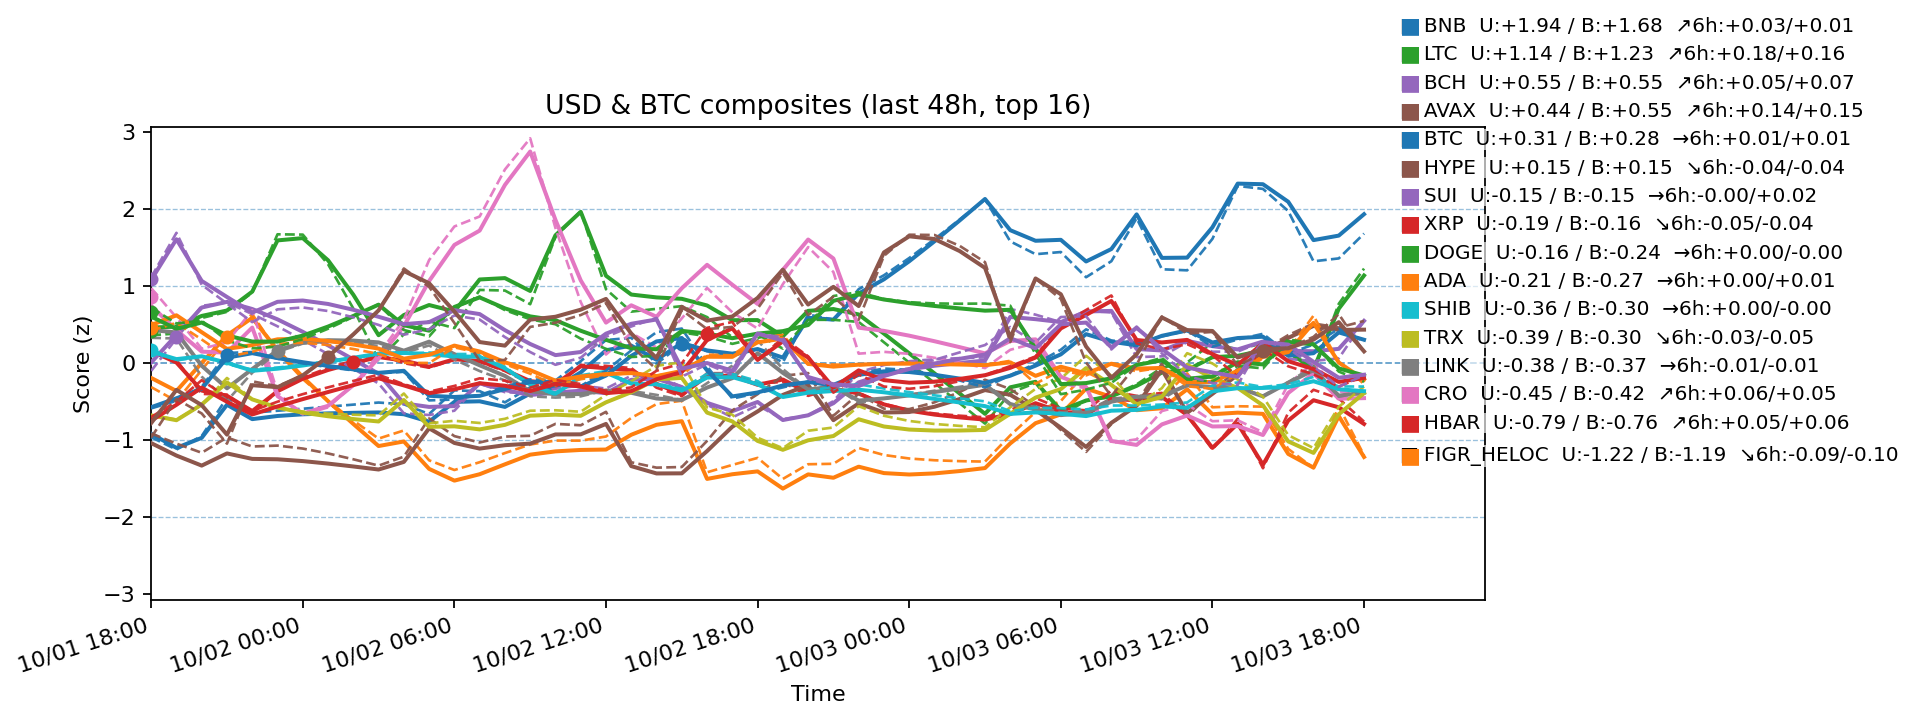 BNB  U:+1.94 / B:+1.68  ↗6h:+0.03/+0.01
LTC  U:+1.14 / B:+1.23  ↗6h:+0.18/+0.16
BCH  U:+0.55 / B:+0.55  ↗6h:+0.05/+0.07
AVAX  U:+0.44 / B:+0.55  ↗6h:+0.14/+0.15
BTC  U:+0.31 / B:+0.28  →6h:+0.01/+0.01
HYPE  U:+0.15 / B:+0.15  ↘6h:-0.04/-0.04
SUI  U:-0.15 / B:-0.15  →6h:-0.00/+0.02
XRP  U:-0.19 / B:-0.16  ↘6h:-0.05/-0.04
DOGE  U:-0.16 / B:-0.24  →6h:+0.00/-0.00
ADA  U:-0.21 / B:-0.27  →6h:+0.00/+0.01
SHIB  U:-0.36 / B:-0.30  →6h:+0.00/-0.00
TRX  U:-0.39 / B:-0.30  ↘6h:-0.03/-0.05
LINK  U:-0.38 / B:-0.37  →6h:-0.01/-0.01
CRO  U:-0.45 / B:-0.42  ↗6h:+0.06/+0.05
HBAR  U:-0.79 / B:-0.76  ↗6h:+0.05/+0.06
FIGR_HELOC  U:-1.22 / B:-1.19  ↘6h:-0.09/-0.10
USD & BTC composites (last 48h, top 16)
Score (z)
3
2
1
0
−1
−2
−3
10/01 18:00
10/02 00:00
10/02 06:00
10/02 12:00
10/02 18:00
10/03 00:00
10/03 06:00
10/03 12:00
10/03 18:00
Time